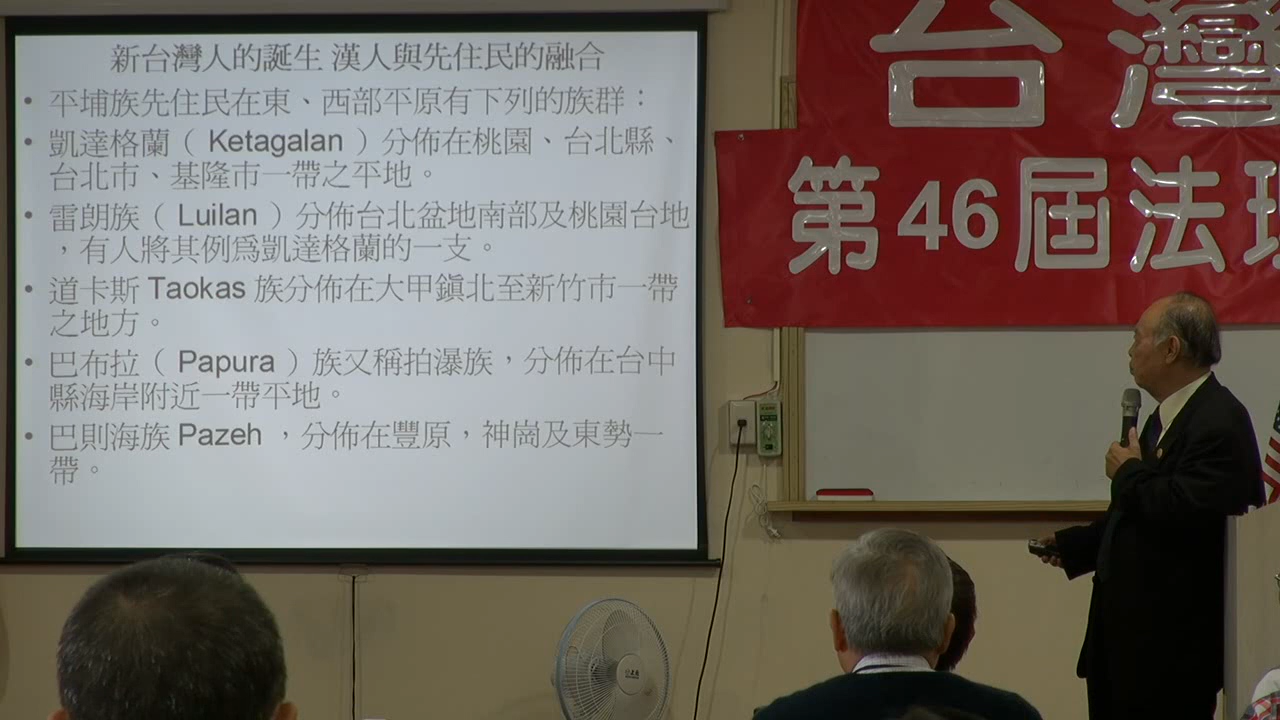 新台灣人的誕生 漢人與先住民的融合
• 平埔族先住民在東、西部平原有下列的族群：
• 凱達格蘭（ Ketagalan ）分佈在桃園、台北縣、
台北市、基隆市一帶之平地。
• 雷朗族（ Luilan ）分佈台北盆地南部及桃園台地
，有人將其例為凱達格蘭的一支。
• 道卡斯 Taokas 族分佈在大甲鎮北至新竹市一帶
之地方。
• 巴布拉（ Papura ）族又稱拍瀑族，分佈在台中
縣海岸附近一帶平地。
• 巴則海族 Pazeh ，分佈在豐原，神崗及東勢一
帶。
台灣
第46屆法理